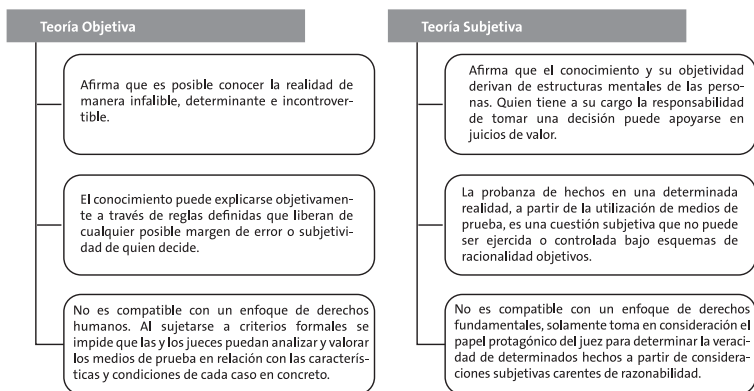 Teoría Objetiva
Afirma que es posible conocer la realidad de
manera infalible, determinante e incontrover-
tible.
El conocimiento puede explicarse objetivamen-
te a través de reglas definidas que liberan de
cualquier posible margen de error o subjetivi-
dad de quien decide.
No es compatible con un enfoque de derechos
humanos. Al sujetarse a criterios formales se
impide que las y los jueces puedan analizar y valorar
los medios de prueba en relación con las caracterís-
ticas y condiciones de cada caso en concreto.
Teoría Subjetiva
Afirma que el conocimiento y su objetividad
derivan de estructuras mentales de las perso-
nas. Quien tiene a su cargo la responsabilidad
de tomar una decisión puede apoyarse en
juicios de valor.
La probanza de hechos en una determinada
realidad, a partir de la utilización de medios de
prueba, es una cuestión subjetiva que no puede
ser ejercida o controlada bajo esquemas de
racionalidad objetivos.
No es compatible con un enfoque de derechos
fundamentales, solamente toma en consideración el
papel protagónico del juez para determinar la veraci-
dad de determinados hechos a partir de considera-
ciones subjetivas carentes de razonabilidad.